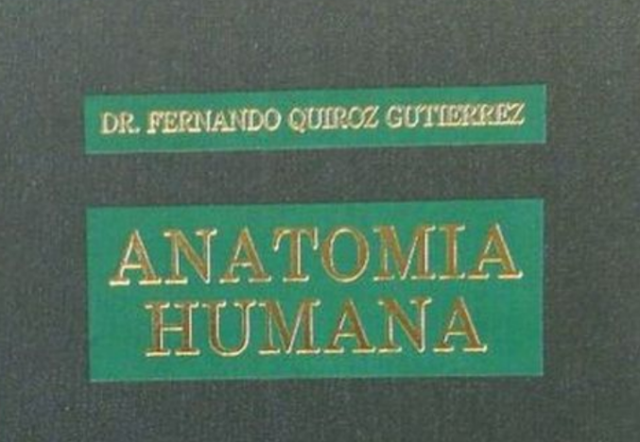 DR. FERNANDO QUIROZ GUTIERREZ
ANATOMIA
HUMANA